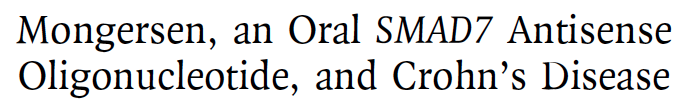 Mongersen, an Oral SMAD7 Antisense
Oligonucleotide, and Crohn’s Disease